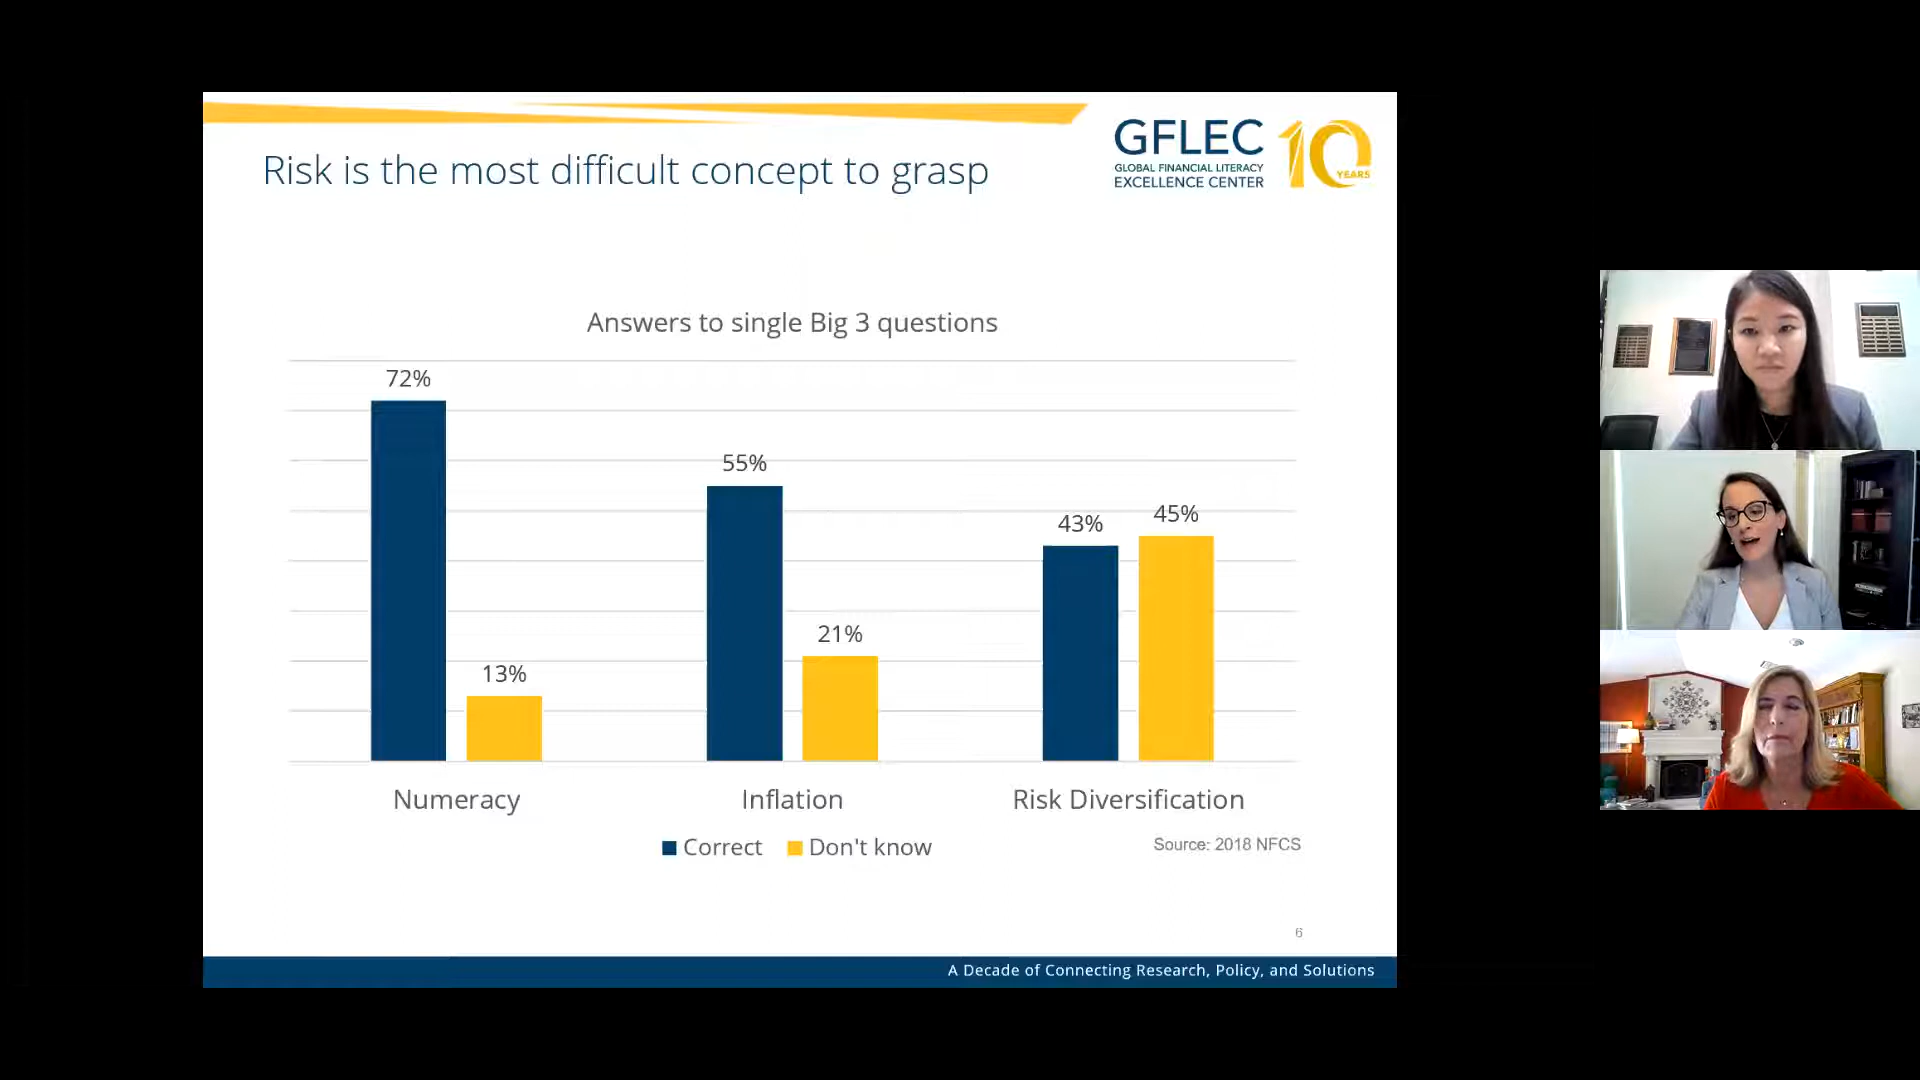 GFLEC
GLOBAL FINANCIAL LITERACY
EXCELLENCE CENTER
10
YEARS
Risk is the most difficult concept to grasp
Answers to single Big 3 questions
72%
13%
55%
21%
43%
45%
Numeracy
Inflation
Risk Diversification
Correct
Don't know
Source: 2018 NFCS
6
A Decade of Connecting Research, Policy, and Solutions